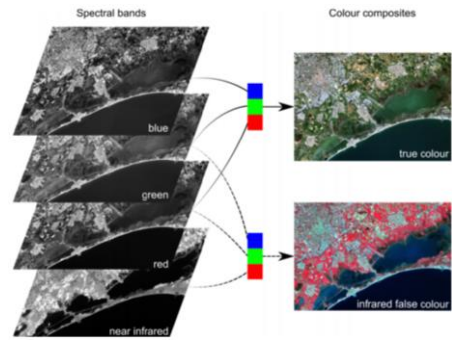 Spectral bands
Colour composites
blue
green
red
near infrared
true colour
infrared false colour